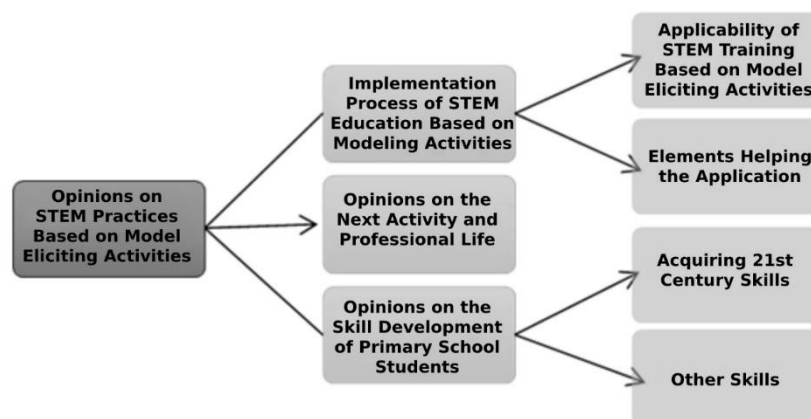 Opinions on
STEM Practices
Based on Model
Eliciting Activities
Implementation
Process of STEM
Education Based on
Modeling Activities
Opinions on the
Next Activity and
Professional Life
Opinions on the
Skill Development
of Primary School
Students
Applicability of
STEM Training
Based on Model
Eliciting Activities
Elements Helping
the Application
Acquiring 21st
Century Skills
Other Skills